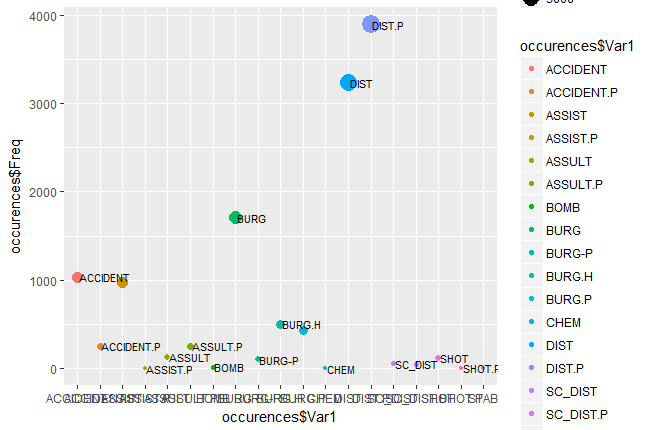 4000
3000
2000
1000
0
occurences$Freq
DIST.P
DIST
BURG
ACCIDENT
BURG.H
ACCIDENT.P
ASSULT.P
ASSULT
BURG-P
SHOT
SC_DIST
ASSIST.P
BOMB
CHEM
SHOT.P
occurences$Var1
occurences$Var1
ACCIDENT
ACCIDENT.P
ASSIST
ASSIST.P
ASSULT
ASSULT.P
BOMB
BURG
BURG-P
BURG.H
BURG.P
CHEM
DIST
DIST.P
SC_DIST
SC_DIST.P